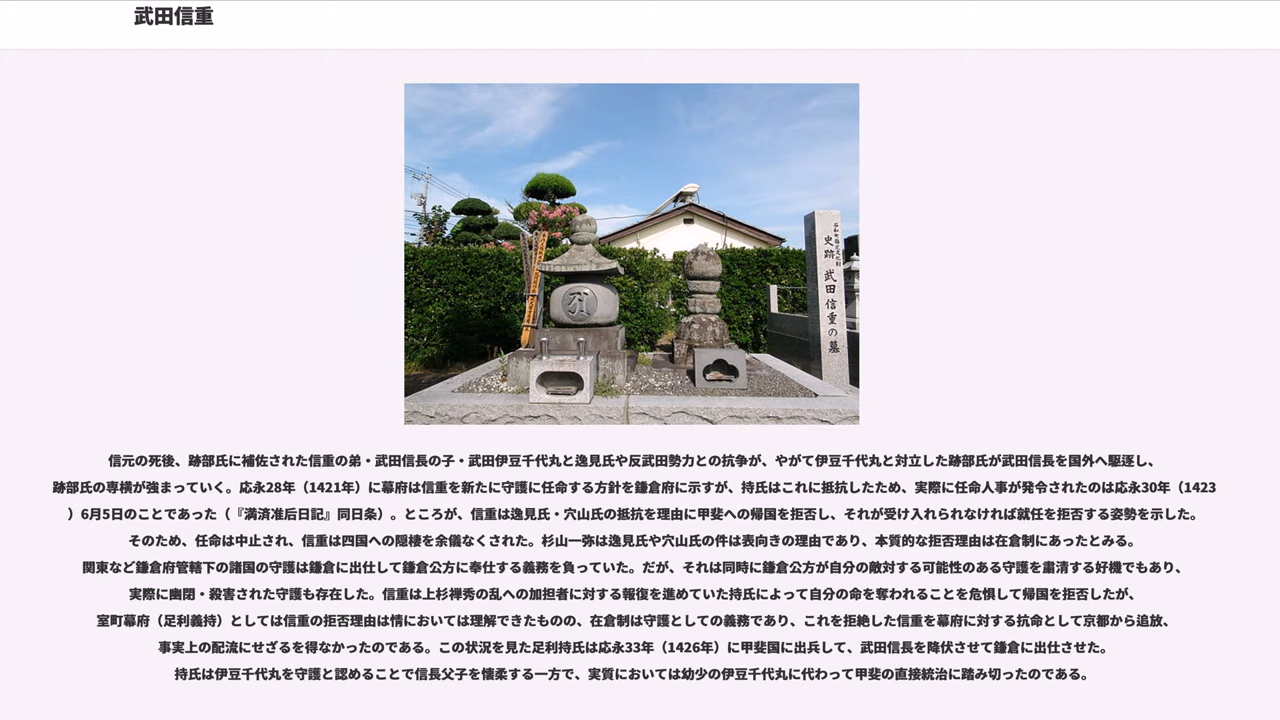 武田信重
史跡 武田信重の墓
信元の死後、跡部氏に補佐された信重の弟・武田信長の子・武田伊豆千代丸と逸見氏や反武田勢力との抗争が、やがて伊豆千代丸と対立した跡部氏が武田信長を国外へ駆逐し、
跡部氏の専横が強まっていく。応永28年（1421年）に幕府は信重を新たに守護に任命する方針を鎌倉府に示すが、持氏はこれに抵抗したため、実際に任命人事が発令されたのは応永30年（1423
）6月5日のことであった（『満済准后日記』同日条）。ところが、信重は逸見氏・穴山氏の抵抗を理由に甲斐への帰国を拒否し、それが受け入れられなければ就任を拒否する姿勢を示した。
そのため、任命は中止され、信重は四国への隠棲を余儀なくされた。杉山一弥は逸見氏や穴山氏の件は表向きの理由であり、本質的な拒否理由は在倉制にあったとみる。
関東など鎌倉府管轄下の諸国の守護は鎌倉に出仕して鎌倉公方に奉仕する義務を負っていた。だが、それは同時に鎌倉公方が自分の敵対する可能性のある守護を粛清する好機でもあり、
実際に幽閉・殺害された守護も存在した。信重は上杉禅秀の乱への加担者に対する報復を進めていた持氏によって自分の命を奪われることを危惧して帰国を拒否したが、
室町幕府（足利義持）としては信重の拒否理由は情においては理解できたものの、在倉制は守護としての義務であり、これを拒絶した信重を幕府に対する抗命として京都から追放、
事実上の配流にせざるを得なかったのである。この状況を見た足利持氏は応永33年（1426年）に甲斐国に出兵して、武田信長を降伏させて鎌倉に出仕させた。
持氏は伊豆千代丸を守護と認めることで信長父子を懐柔する一方で、実質においては幼少の伊豆千代丸に代わって甲斐の直接統治に踏み切ったのである。